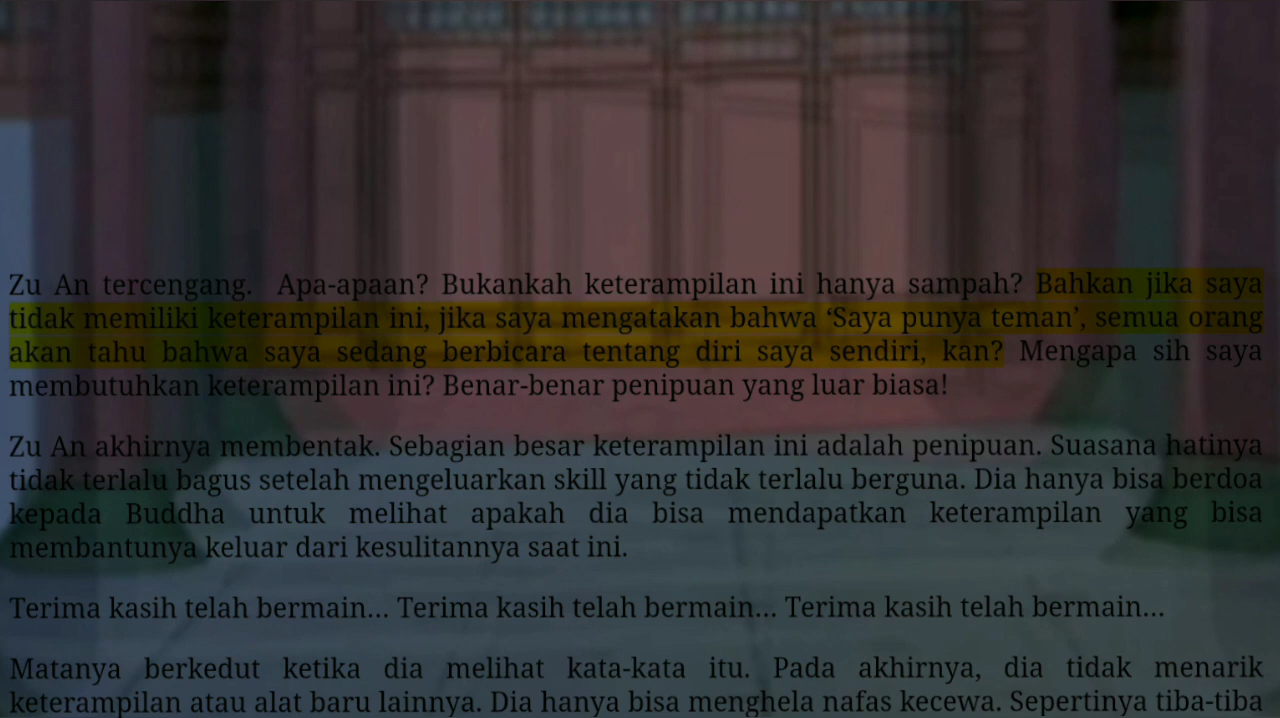 Zu An tercengang.  Apa-apaan? Bukankah keterampilan ini hanya sampah? Bahkan jika saya
tidak memiliki keterampilan ini, jika saya mengatakan bahwa ‘Saya punya teman’, semua orang
akan tahu bahwa saya sedang berbicara tentang diri saya sendiri, kan? Mengapa sih saya
membutuhkan keterampilan ini? Benar-benar penipuan yang luar biasa!
Zu An akhirnya membentak. Sebagian besar keterampilan ini adalah penipuan. Suasana hatinya
tidak terlalu bagus setelah mengeluarkan skill yang tidak terlalu berguna. Dia hanya bisa berdoa
kepada Buddha untuk melihat apakah dia bisa mendapatkan keterampilan yang bisa
membantunya keluar dari kesulitannya saat ini.
Terima kasih telah bermain… Terima kasih telah bermain… Terima kasih telah bermain…
Matanya berkedut ketika dia melihat kata-kata itu. Pada akhirnya, dia tidak menarik
keterampilan atau alat baru lainnya. Dia hanya bisa menghela nafas kecewa. Sepertinya tiba-tiba